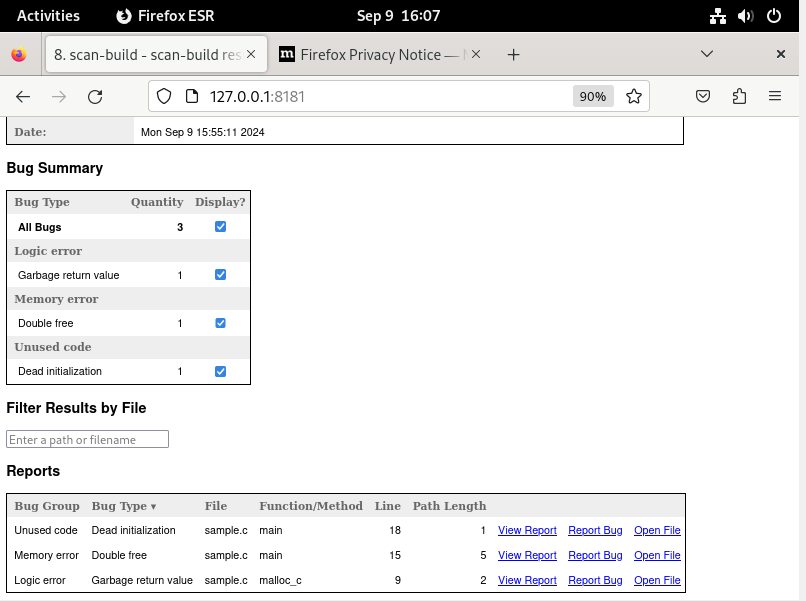 Activities Firefox ESR Sep 9 16:07
8. scan-build - scan-build res Firefox Privacy Notice —
127.0.0.1:8181 90%
Date: Mon Sep 9 15:55:11 2024
Bug Summary
Bug Type Quantity Display?
All Bugs 3
Logic error
Garbage return value 1
Memory error
Double free 1
Unused code
Dead initialization 1
Filter Results by File
Enter a path or filename
Reports
Bug Group Bug Type ▾ File Function/Method Line Path Length
Unused code Dead initialization sample.c main 18 1 View Report Report Bug Open File
Memory error Double free sample.c main 15 5 View Report Report Bug Open File
Logic error Garbage return value sample.c malloc_c 9 2 View Report Report Bug Open File